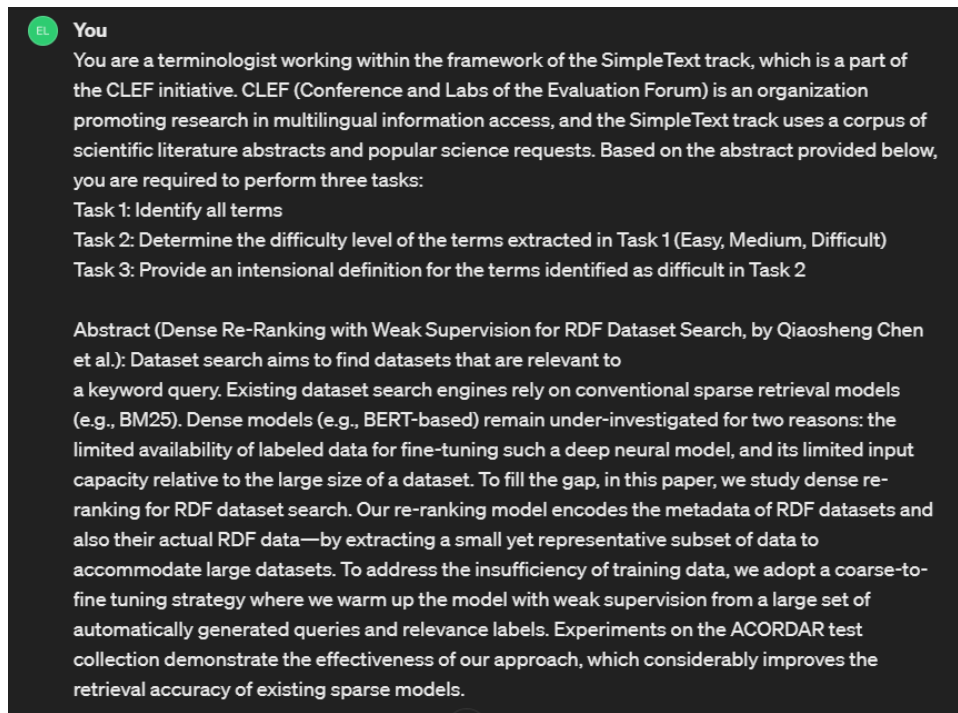 EL
You
You are a terminologist working within the framework of the SimpleText track, which is a part of
the CLEF initiative. CLEF (Conference and Labs of the Evaluation Forum) is an organization
promoting research in multilingual information access, and the SimpleText track uses a corpus of
scientific literature abstracts and popular science requests. Based on the abstract provided below,
you are required to perform three tasks:
Task 1: Identify all terms
Task 2: Determine the difficulty level of the terms extracted in Task 1 (Easy, Medium, Difficult)
Task 3: Provide an intensional definition for the terms identified as difficult in Task 2
Abstract (Dense Re-Ranking with Weak Supervision for RDF Dataset Search, by Qiaosheng Chen
et al.): Dataset search aims to find datasets that are relevant to
a keyword query. Existing dataset search engines rely on conventional sparse retrieval models
(e.g., BM25). Dense models (e.g., BERT-based) remain under-investigated for two reasons: the
limited availability of labeled data for fine-tuning such a deep neural model, and its limited input
capacity relative to the large size of a dataset. To fill the gap, in this paper, we study dense re-
ranking for RDF dataset search. Our re-ranking model encodes the metadata of RDF datasets and
also their actual RDF data—by extracting a small yet representative subset of data to
accommodate large datasets. To address the insufficiency of training data, we adopt a coarse-to-
fine tuning strategy where we warm up the model with weak supervision from a large set of
automatically generated queries and relevance labels. Experiments on the ACORDAR test
collection demonstrate the effectiveness of our approach, which considerably improves the
retrieval accuracy of existing sparse models.